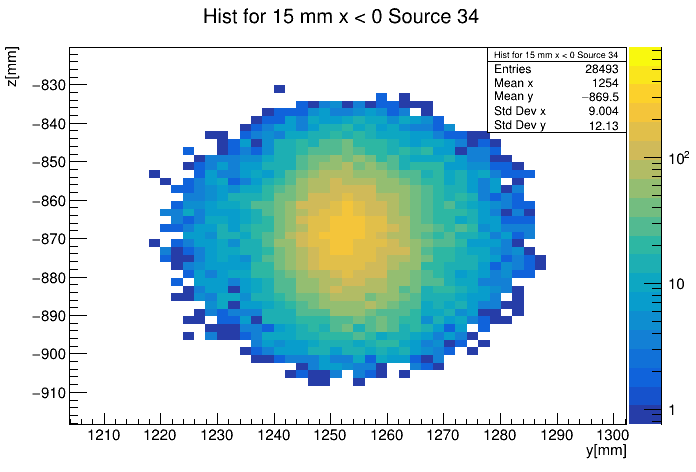 Hist for 15 mm x < 0 Source 34
z[mm]
Hist for 15 mm x < 0 Source 34
Entries 28493
Mean x 1254
Mean y −869.5
Std Dev x 9.004
Std Dev y 12.13
−830
−840
−850
−860
−870
−880
−890
−900
−910
10²
10
1
1210 1220 1230 1240 1250 1260 1270 1280 1290 1300
y[mm]